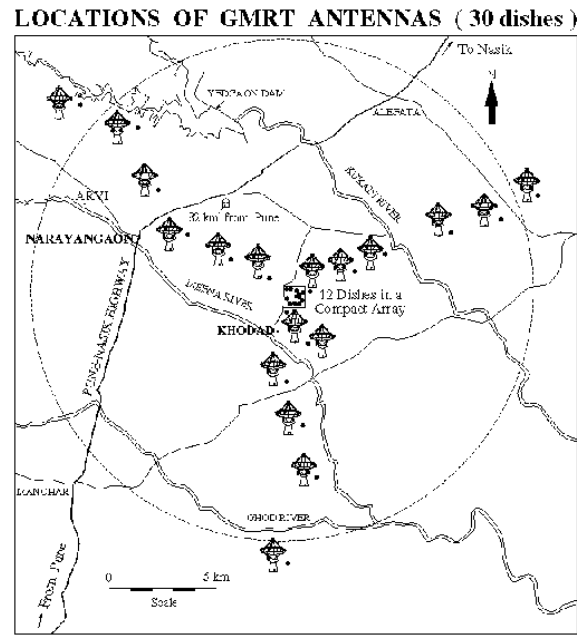 LOCATIONS OF GMRT ANTENNAS ( 30 dishes )
To Nasik
N
YEDGAON DAM
ALEFATA
KUKADI RIVER
ARVI
82 km from Pune
NARAYANGAON
MEENA RIVER
12 Dishes in a
Compact Array
KHODAD
PUNE-NASIK HIGHWAY
MANCHAR
GHOD RIVER
0 5 km
Scale
From Pune